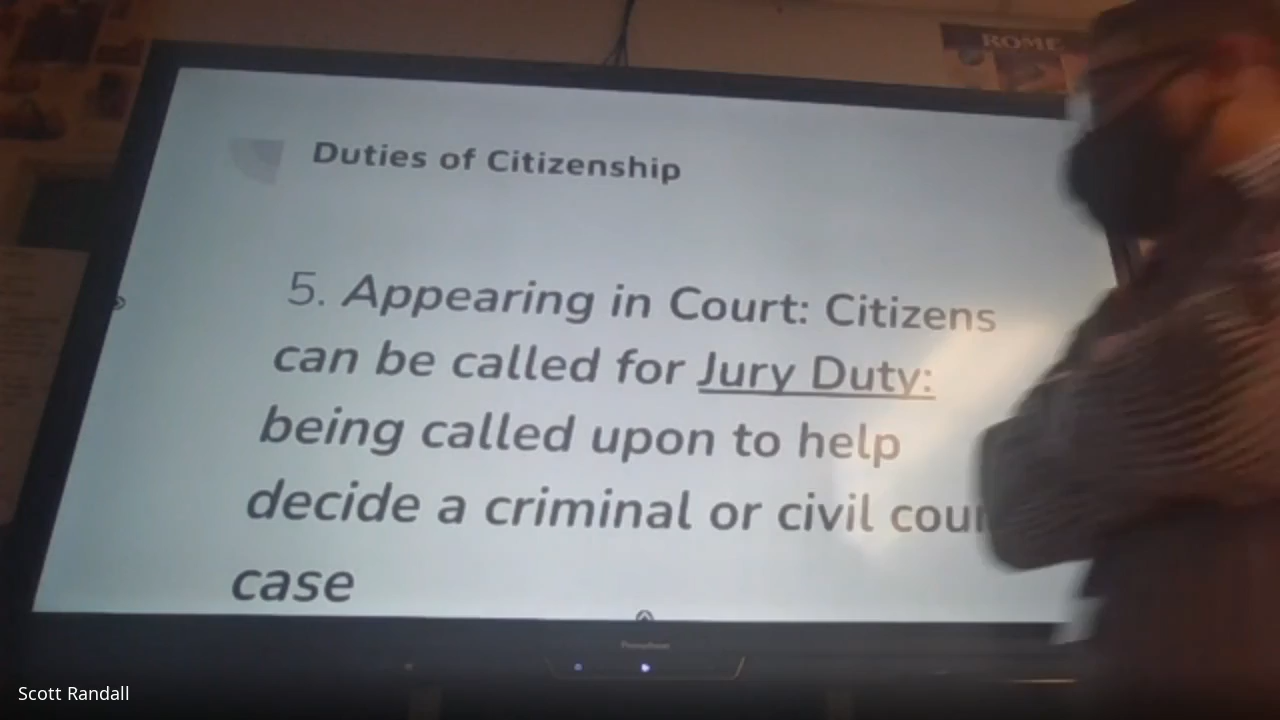 ROME
Duties of Citizenship
5. Appearing in Court: Citizens
can be called for Jury Duty:
being called upon to help
decide a criminal or civil
case
Promethean
Scott Randall